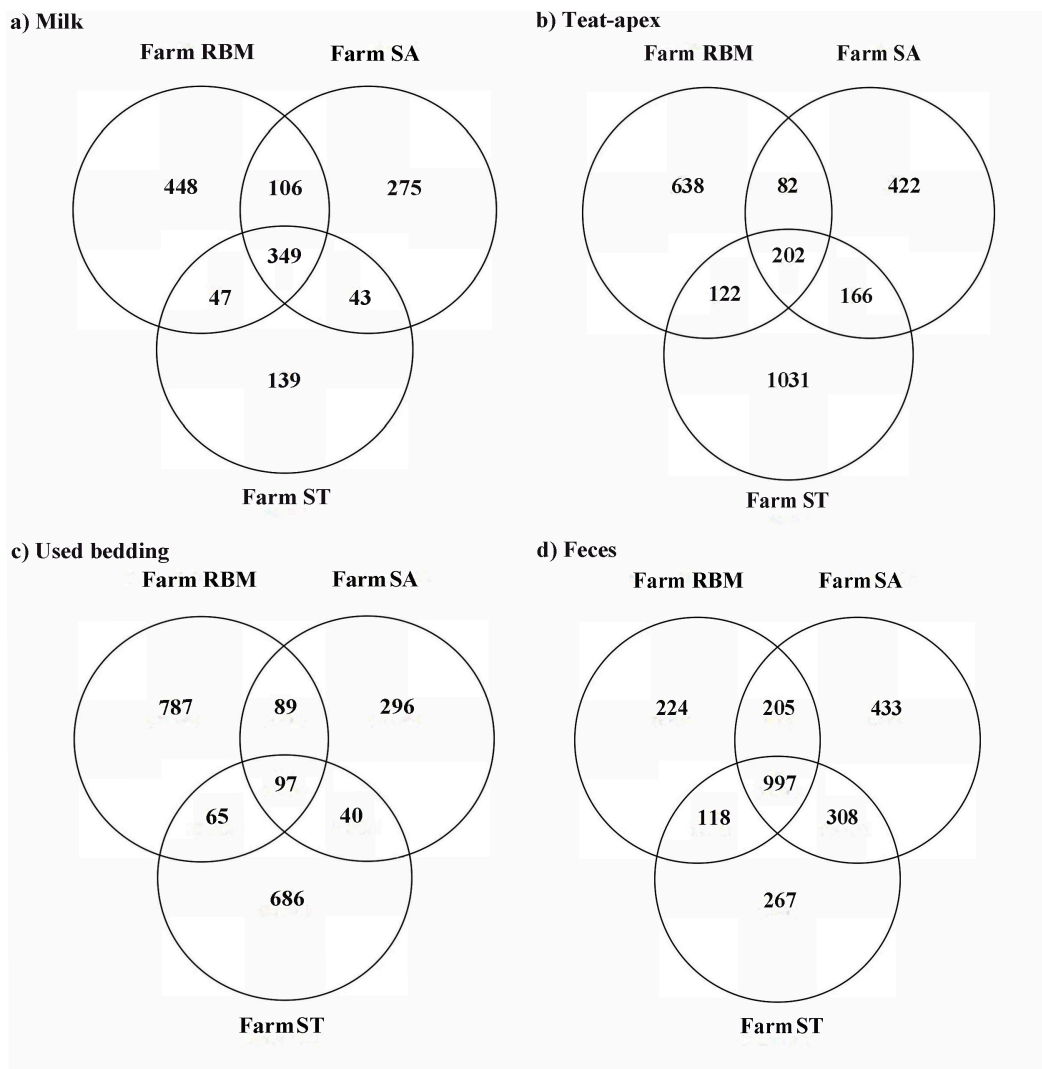 a) Milk
Farm RBM Farm SA
448 106 275
349
47 43
139
Farm ST
b) Teat-apex
Farm RBM Farm SA
638 82 422
202
122 166
1031
Farm ST
c) Used bedding
Farm RBM Farm SA
787 89 296
97
65 40
686
Farm ST
d) Feces
Farm RBM Farm SA
224 205 433
997
118 308
267
Farm ST